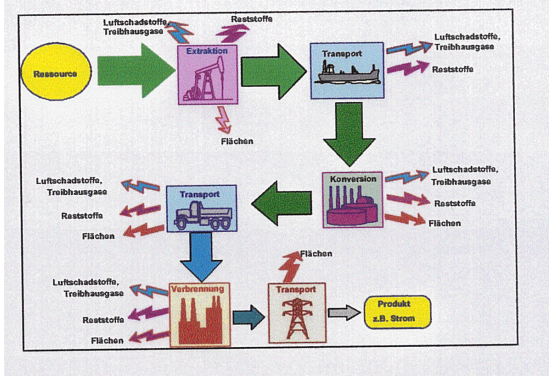 Luftschadstoffe,
Treibhausgase
Reststoffe
Ressource
Extraktion
Flächen
Transport
Luftschadstoffe,
Treibhausgase
Reststoffe
Konversion
Luftschadstoffe,
Treibhausgase
Reststoffe
Flächen
Transport
Luftschadstoffe,
Treibhausgase
Reststoffe
Flächen
Verbrennung
Luftschadstoffe,
Treibhausgase
Reststoffe
Flächen
Transport
Flächen
Produkt
z.B. Strom